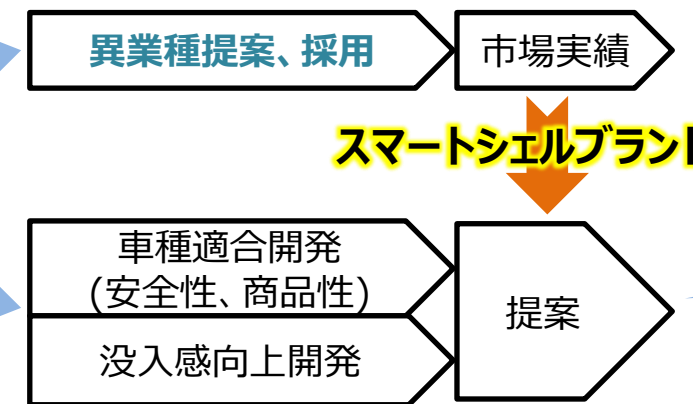 異業種提案、採用
市場実績
スマートシェルブラン
車種適合開発
(安全性、商品性)
提案
没入感向上開発